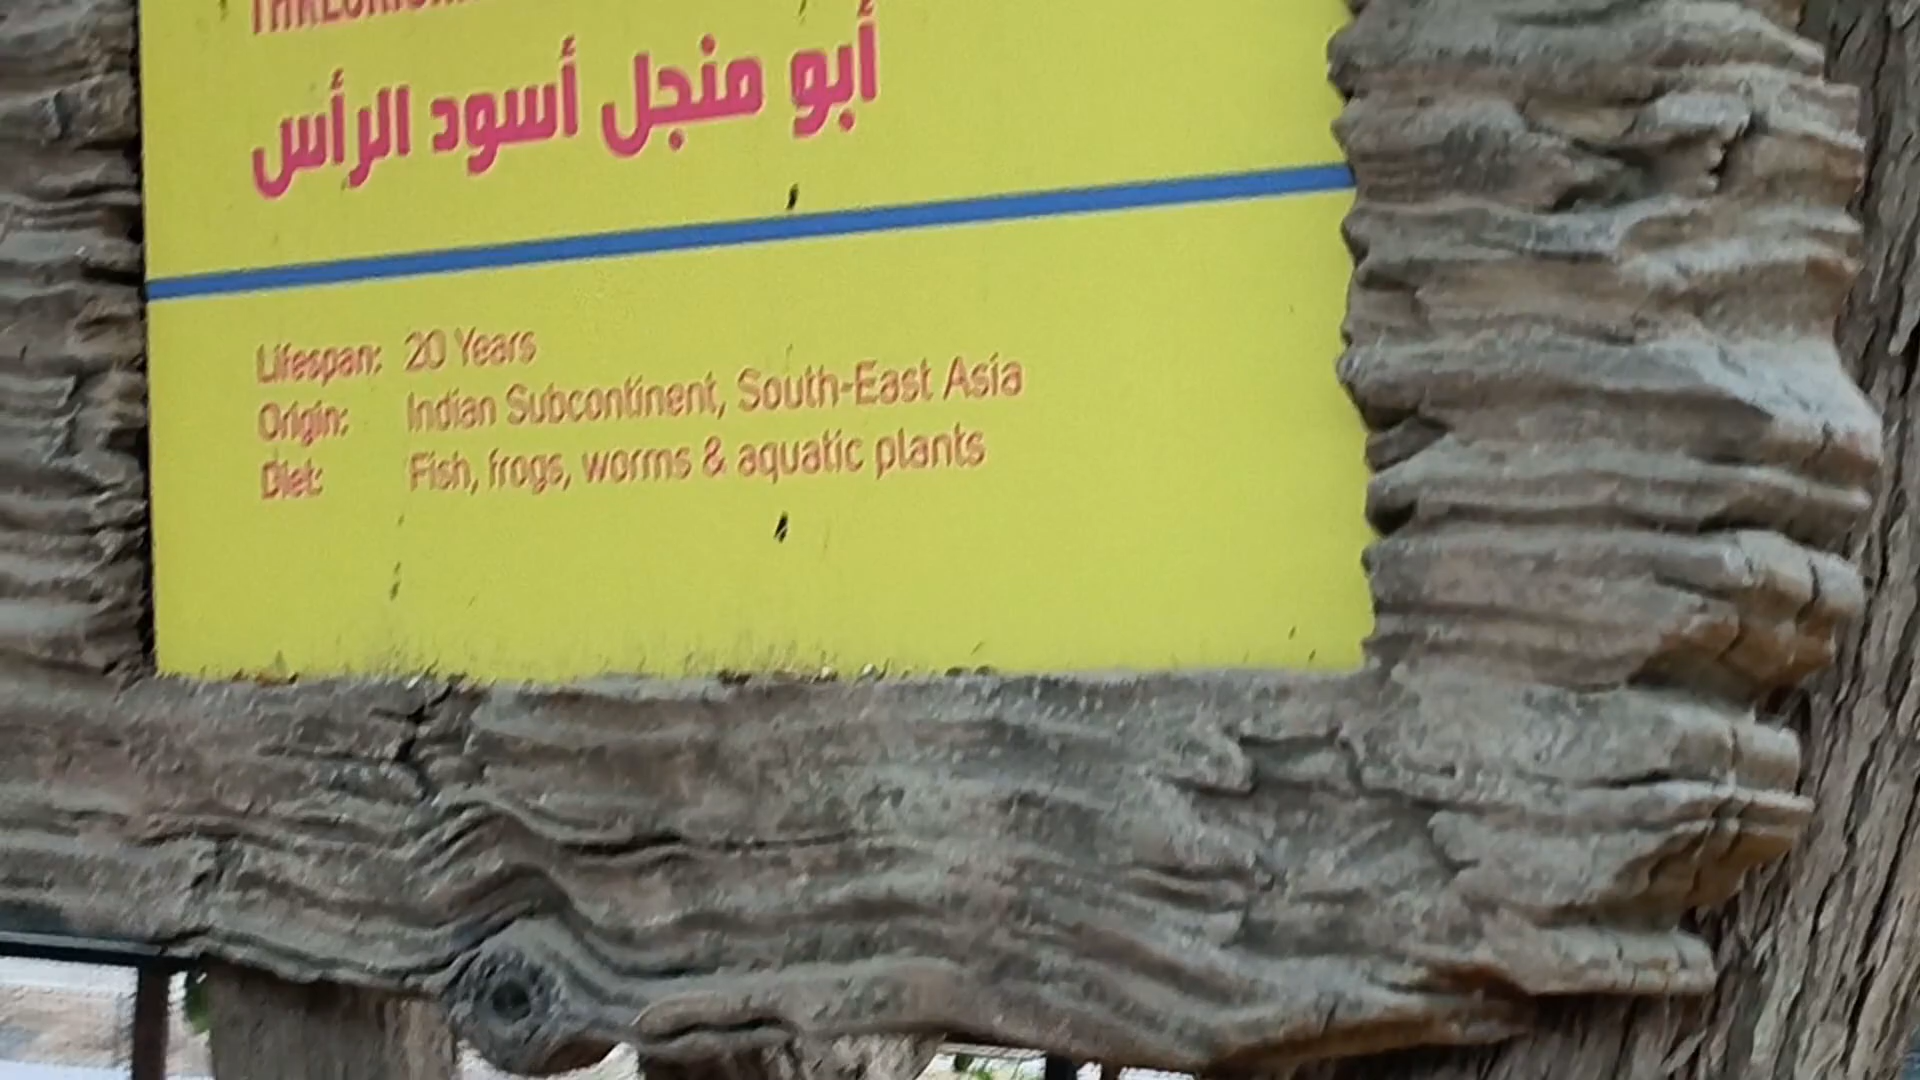 أبو منجل أسود الرأس
Lifespan: 20 Years
Origin: Indian Subcontinent, South-East Asia
Diet: Fish, frogs, worms & aquatic plants